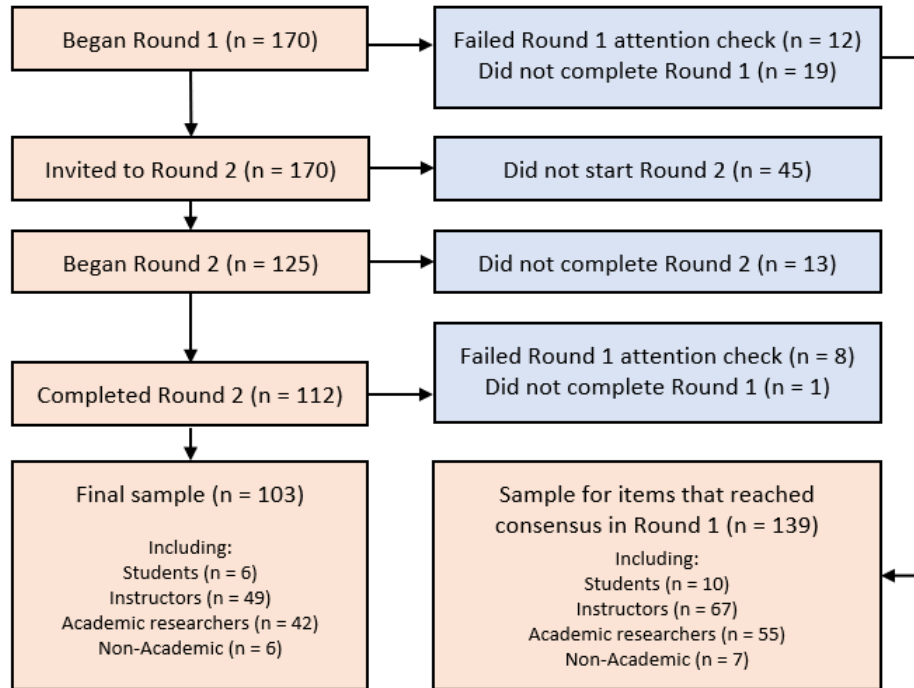 Began Round 1 (n = 170)
Failed Round 1 attention check (n = 12)
Did not complete Round 1 (n = 19)
Invited to Round 2 (n = 170)
Did not start Round 2 (n = 45)
Began Round 2 (n = 125)
Did not complete Round 2 (n = 13)
Completed Round 2 (n = 112)
Failed Round 1 attention check (n = 8)
Did not complete Round 1 (n = 1)
Final sample (n = 103)
Including:
Students (n = 6)
Instructors (n = 49)
Academic researchers (n = 42)
Non-Academic (n = 6)
Sample for items that reached
consensus in Round 1 (n = 139)
Including:
Students (n = 10)
Instructors (n = 67)
Academic researchers (n = 55)
Non-Academic (n = 7)